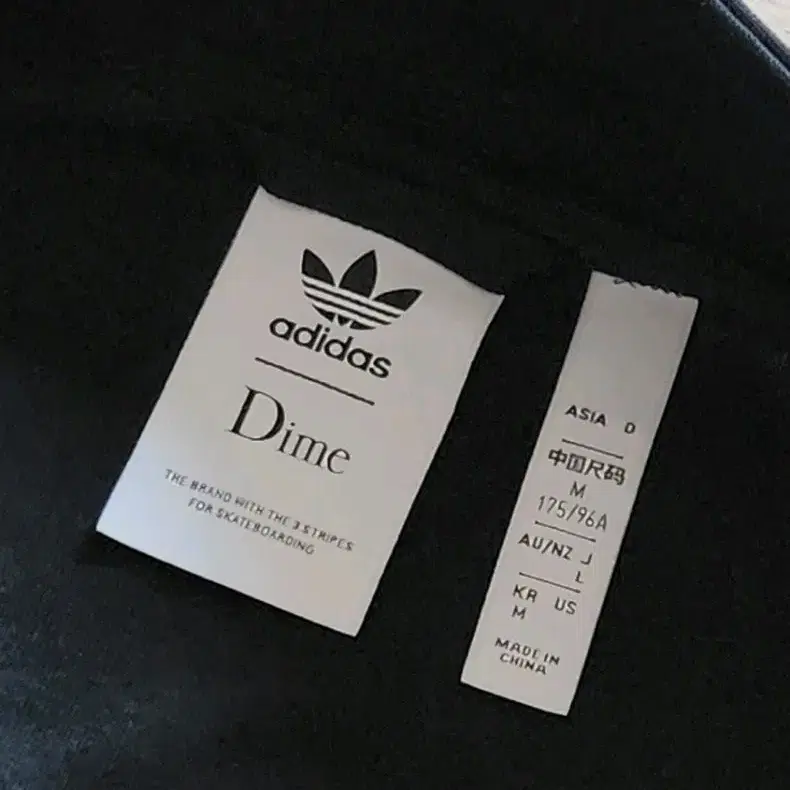 adidas
Dime
THE BRAND WITH THE 3 STRIPES
FOR SKATEBOARDING
ASIA D
中国尺码
M
175/96A
AU/NZ J
L
KR US
M
MADE IN
CHINA